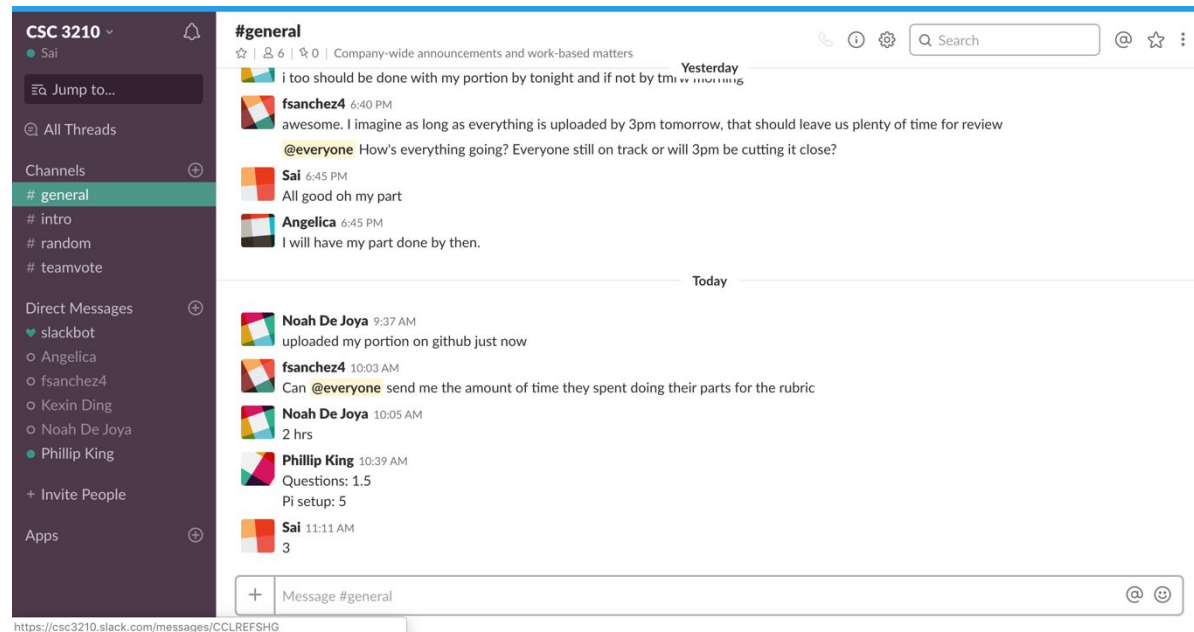 CSC 3210
Sai
Jump to...
All Threads
Channels
# general
# intro
# random
# teamvote
Direct Messages
slackbot
Angelica
fsanchez4
Kexin Ding
Noah De Joya
Phillip King
+ Invite People
Apps
#general
6 | 0 | Company-wide announcements and work-based matters
Search
Yesterday
i too should be done with my portion by tonight and if not by tmrw morning
fsanchez4 6:40 PM
awesome. I imagine as long as everything is uploaded by 3pm tomorrow, that should leave us plenty of time for review
@everyone How's everything going? Everyone still on track or will 3pm be cutting it close?
Sai 6:45 PM
All good oh my part
Angelica 6:45 PM
I will have my part done by then.
Today
Noah De Joya 9:37 AM
uploaded my portion on github just now
fsanchez4 10:03 AM
Can @everyone send me the amount of time they spent doing their parts for the rubric
Noah De Joya 10:05 AM
2 hrs
Phillip King 10:39 AM
Questions: 1.5
Pi setup: 5
Sai 11:11 AM
3
+ Message #general
https://csc3210.slack.com/messages/CCLREFSHG